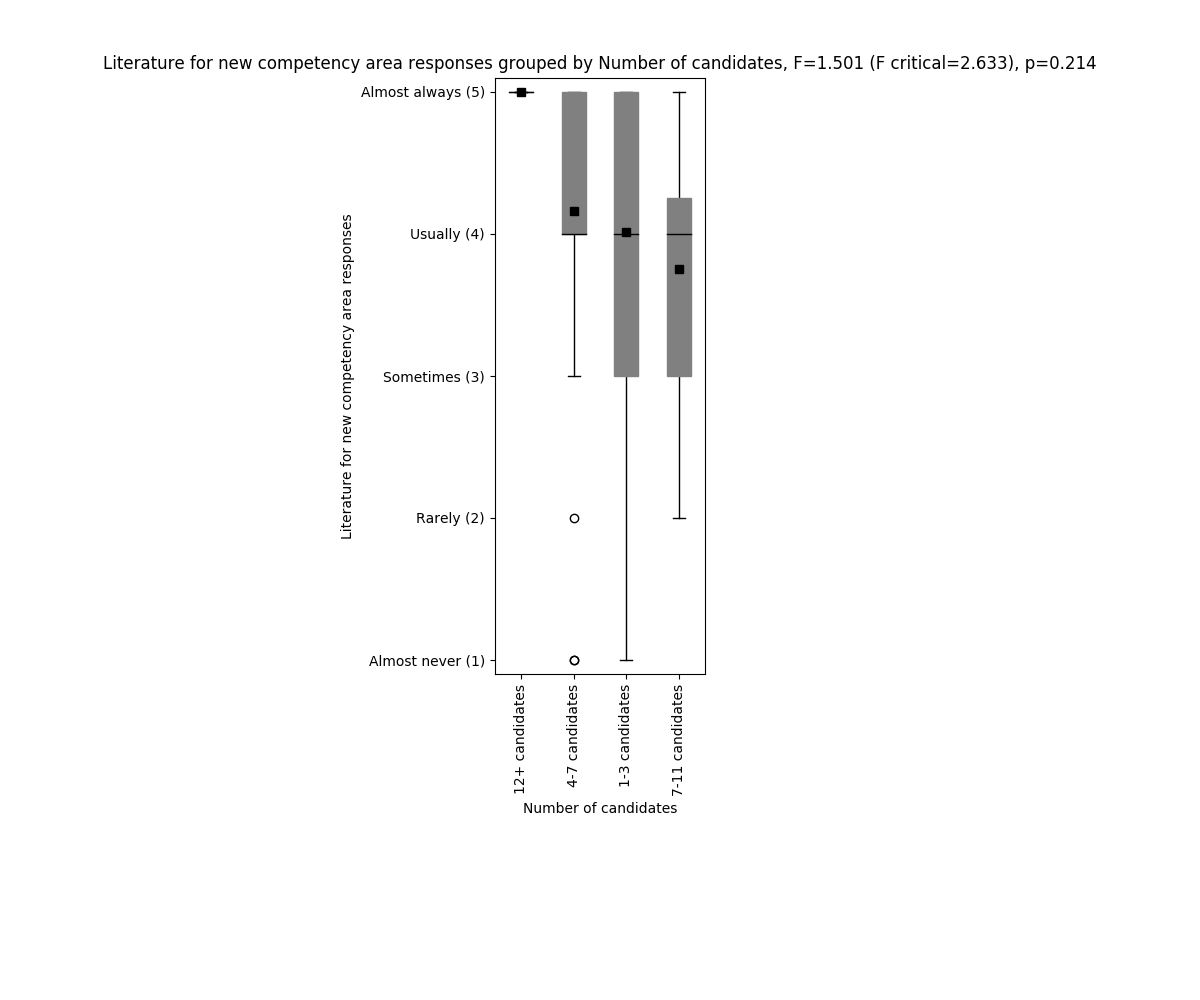 Literature for new competency area responses grouped by Number of candidates, F=1.501 (F critical=2.633), p=0.214
Literature for new competency area responses
Almost always (5)
Usually (4)
Sometimes (3)
Rarely (2)
Almost never (1)
12+ candidates
4-7 candidates
1-3 candidates
7-11 candidates
Number of candidates